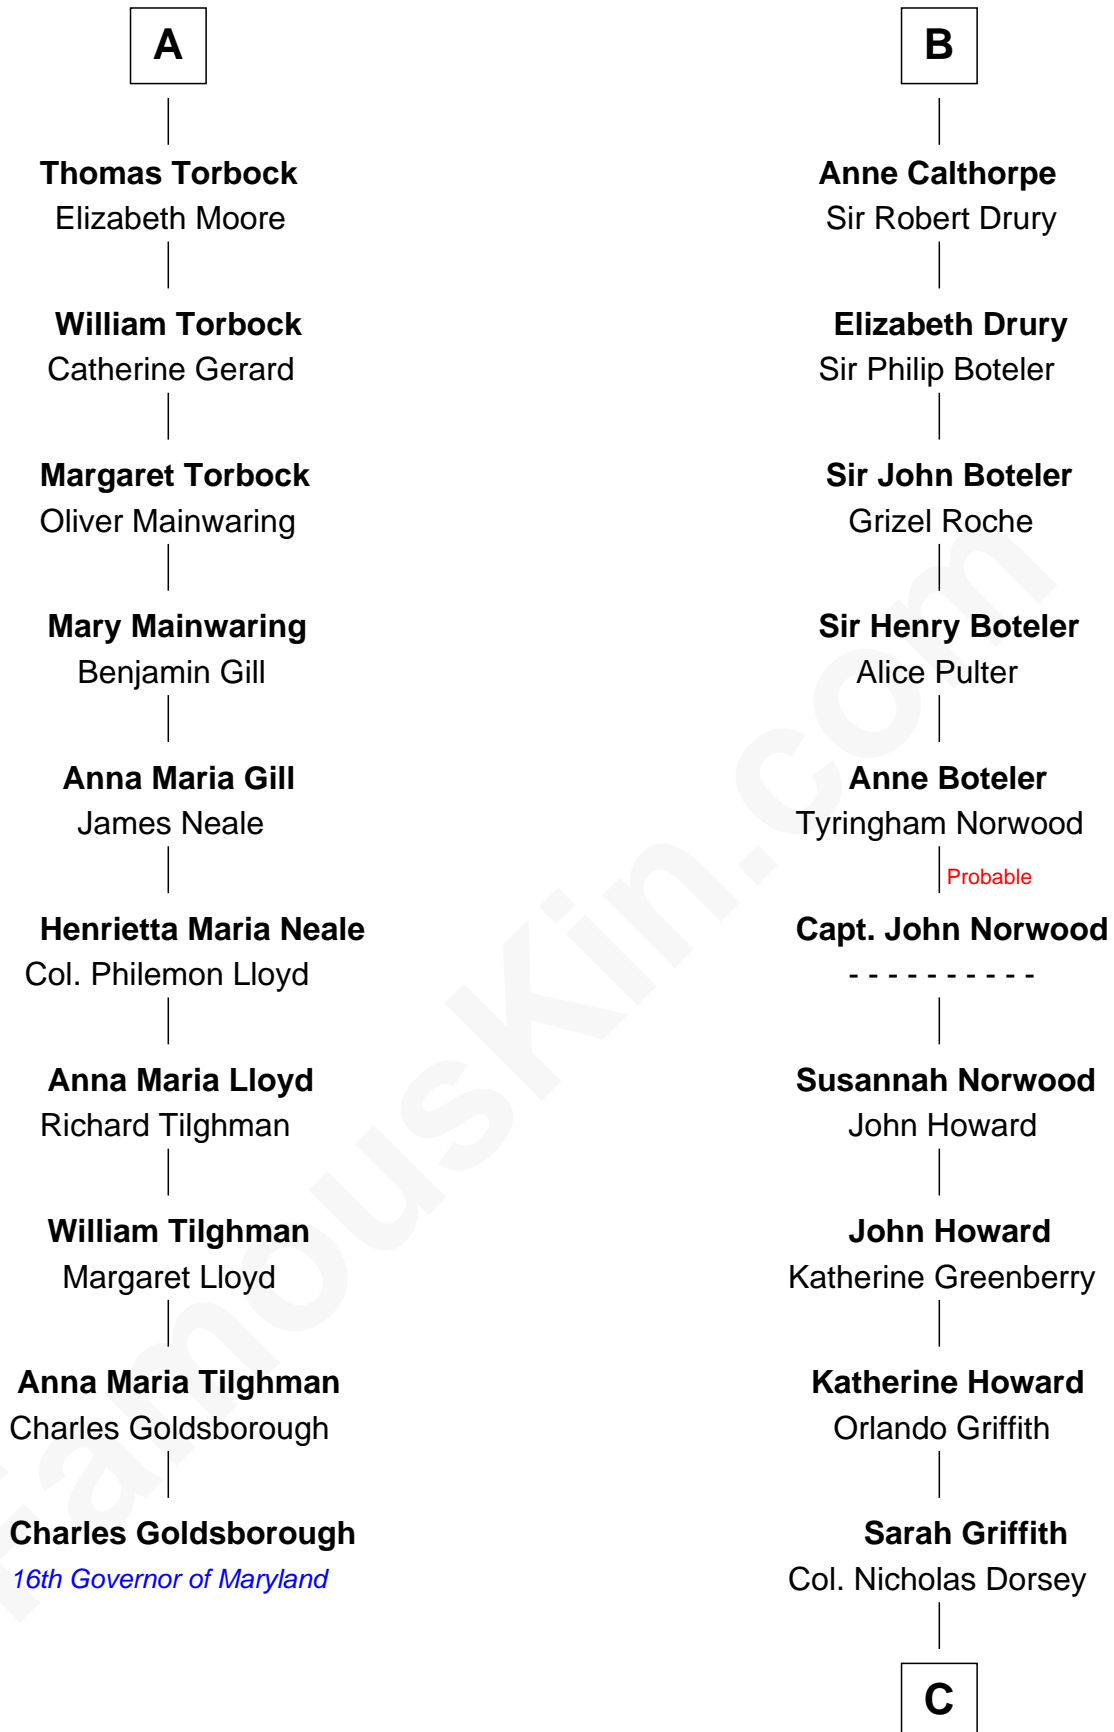 A
Thomas Torbock
Elizabeth Moore
William Torbock
Catherine Gerard
Margaret Torbock
Oliver Mainwaring
Mary Mainwaring
Benjamin Gill
Anna Maria Gill
James Neale
Henrietta Maria Neale
Col. Philemon Lloyd
Anna Maria Lloyd
Richard Tilghman
William Tilghman
Margaret Lloyd
Anna Maria Tilghman
Charles Goldsborough
Charles Goldsborough
16th Governor of Maryland
B
Anne Calthorpe
Sir Robert Drury
Elizabeth Drury
Sir Philip Boteler
Sir John Boteler
Grizel Roche
Sir Henry Boteler
Alice Pulter
Anne Boteler
Tyringham Norwood
Probable
Capt. John Norwood
- - - - - - - - - -
Susannah Norwood
John Howard
John Howard
Katherine Greenberry
Katherine Howard
Orlando Griffith
Sarah Griffith
Col. Nicholas Dorsey
C
FamousKin.com